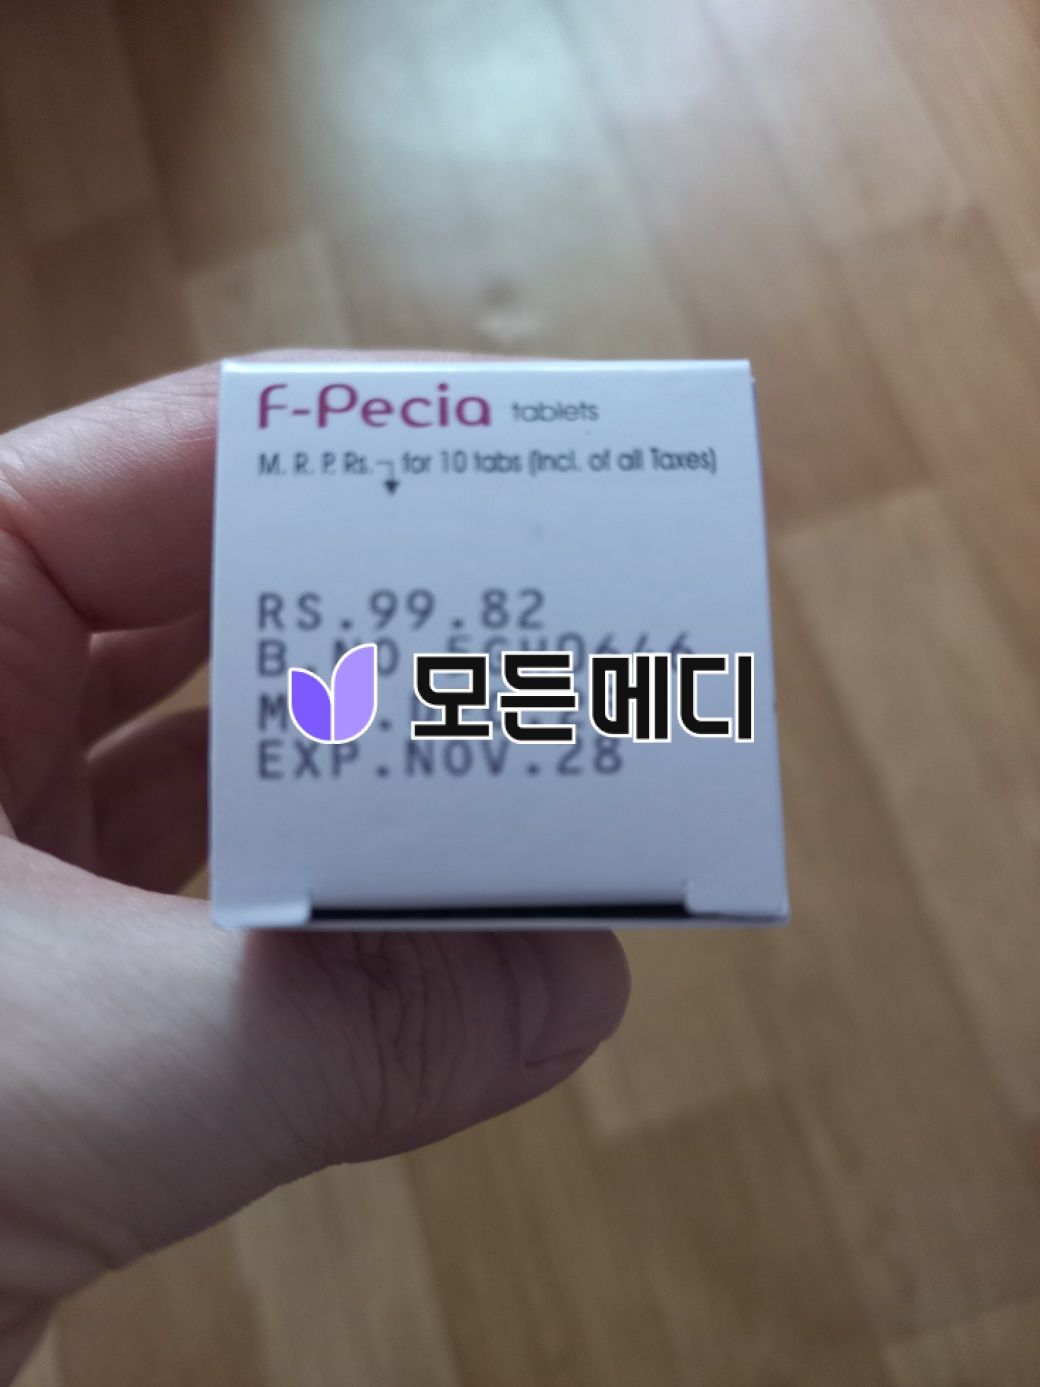 F-Pecia tablets
M. R. P. Rs. for 10 tabs (Incl. of all Taxes)
RS.99.82
B.NO
모든메디
EXP.NOV.28